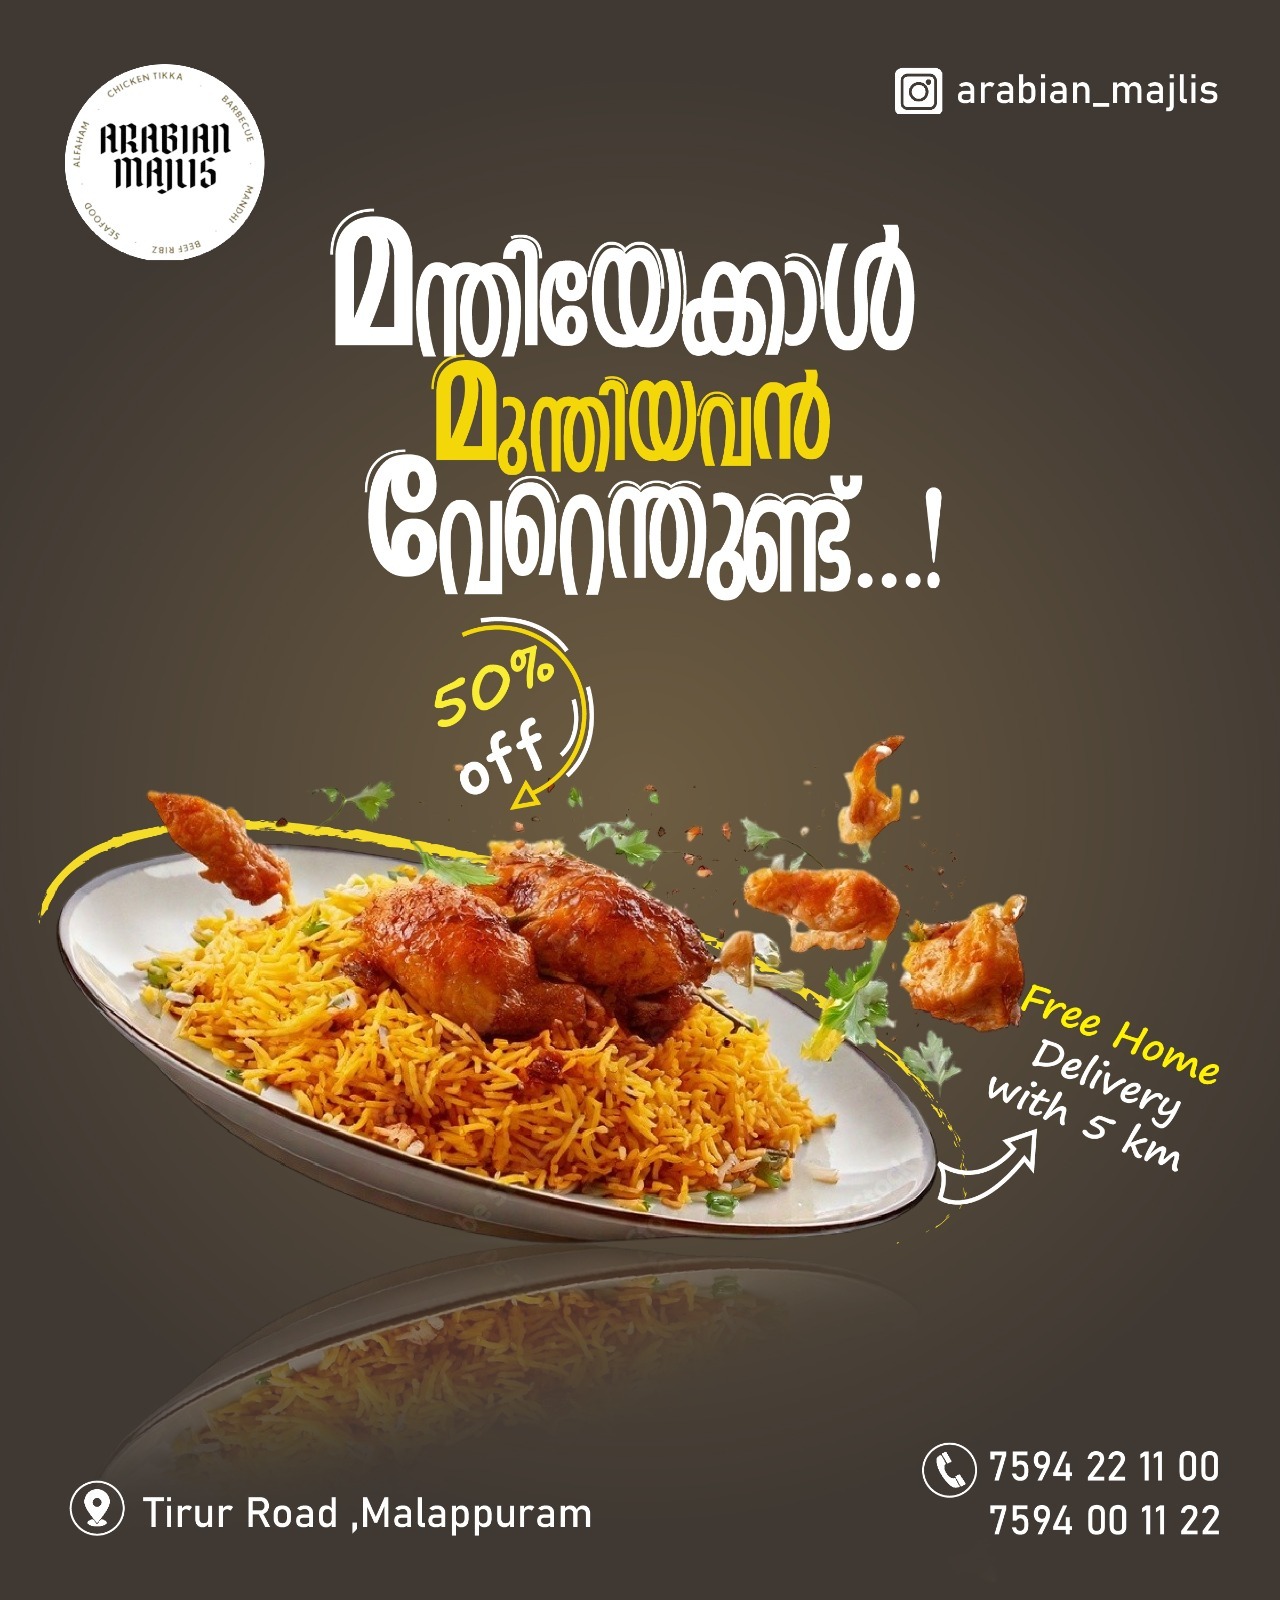 CHICKEN TIKKA
BARBECUE
MANDHI
BEEF RIBZ
SEAFOOD
ALFAHAM
ARABIAN
MAJLIS
arabian_majlis
മന്തിയേക്കാൾ
മുന്തിയവൻ
വേറെന്തുണ്ട്...!
50%
off
Free Home
Delivery
with 5 km
Tirur Road ,Malappuram
7594 22 11 00
7594 00 11 22